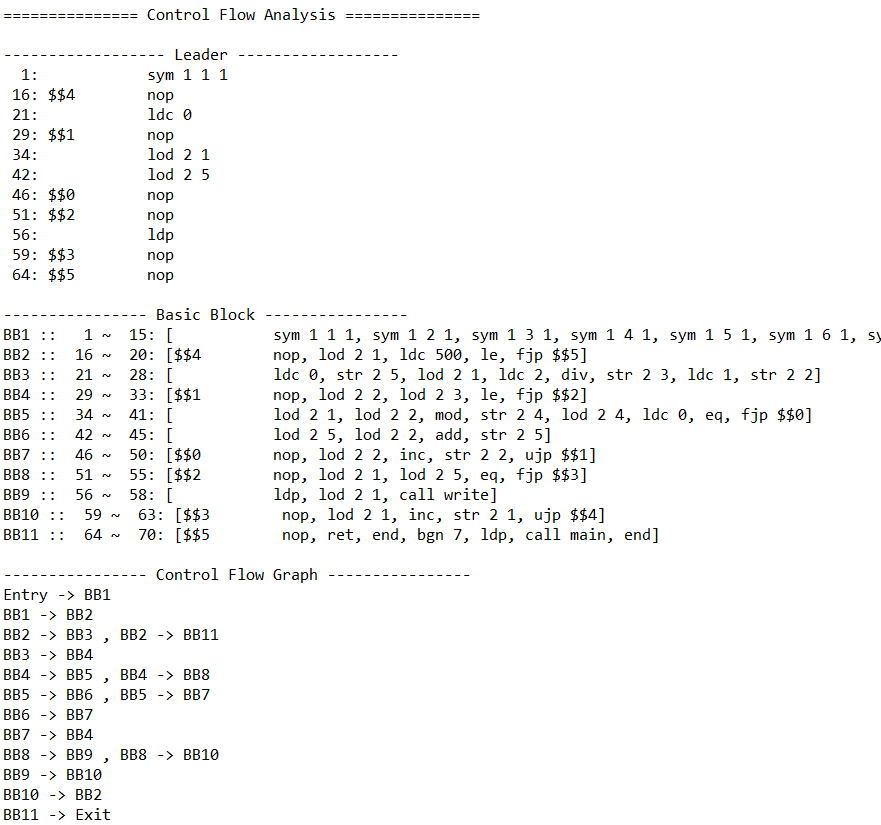 =============== Control Flow Analysis ===============
------------------ Leader ------------------
1: sym 1 1 1
16: $$4 nop
21: ldc 0
29: $$1 nop
34: lod 2 1
42: lod 2 5
46: $$0 nop
51: $$2 nop
56: ldp
59: $$3 nop
64: $$5 nop
---------------- Basic Block ----------------
BB1 :: 1 ~ 15: [ sym 1 1 1, sym 1 2 1, sym 1 3 1, sym 1 4 1, sym 1 5 1, sym 1 6 1, sy
BB2 :: 16 ~ 20: [$$4 nop, lod 2 1, ldc 500, le, fjp $$5]
BB3 :: 21 ~ 28: [ ldc 0, str 2 5, lod 2 1, ldc 2, div, str 2 3, ldc 1, str 2 2]
BB4 :: 29 ~ 33: [$$1 nop, lod 2 2, lod 2 3, le, fjp $$2]
BB5 :: 34 ~ 41: [ lod 2 1, lod 2 2, mod, str 2 4, lod 2 4, ldc 0, eq, fjp $$0]
BB6 :: 42 ~ 45: [ lod 2 5, lod 2 2, add, str 2 5]
BB7 :: 46 ~ 50: [$$0 nop, lod 2 2, inc, str 2 2, ujp $$1]
BB8 :: 51 ~ 55: [$$2 nop, lod 2 1, lod 2 5, eq, fjp $$3]
BB9 :: 56 ~ 58: [ ldp, lod 2 1, call write]
BB10 :: 59 ~ 63: [$$3 nop, lod 2 1, inc, str 2 1, ujp $$4]
BB11 :: 64 ~ 70: [$$5 nop, ret, end, bgn 7, ldp, call main, end]
---------------- Control Flow Graph ----------------
Entry -> BB1
BB1 -> BB2
BB2 -> BB3 , BB2 -> BB11
BB3 -> BB4
BB4 -> BB5 , BB4 -> BB8
BB5 -> BB6 , BB5 -> BB7
BB6 -> BB7
BB7 -> BB4
BB8 -> BB9 , BB8 -> BB10
BB9 -> BB10
BB10 -> BB2
BB11 -> Exit